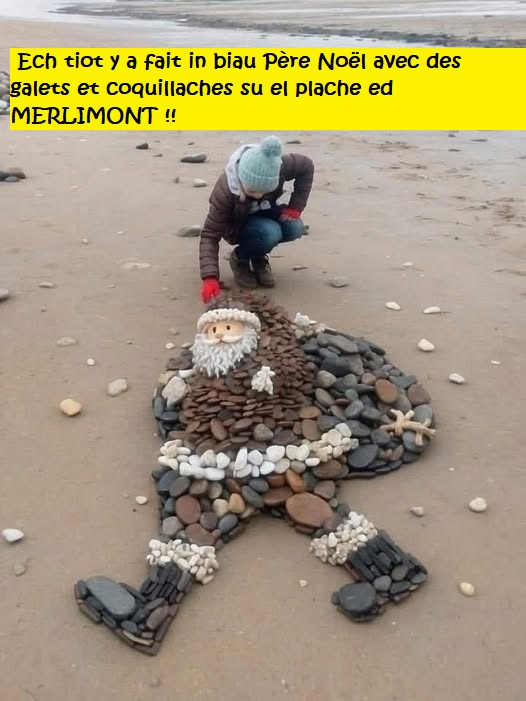 Ech tiot y a fait in biau Père Noël avec des
galets et coquillaches su el plache ed
MERLIMONT !!